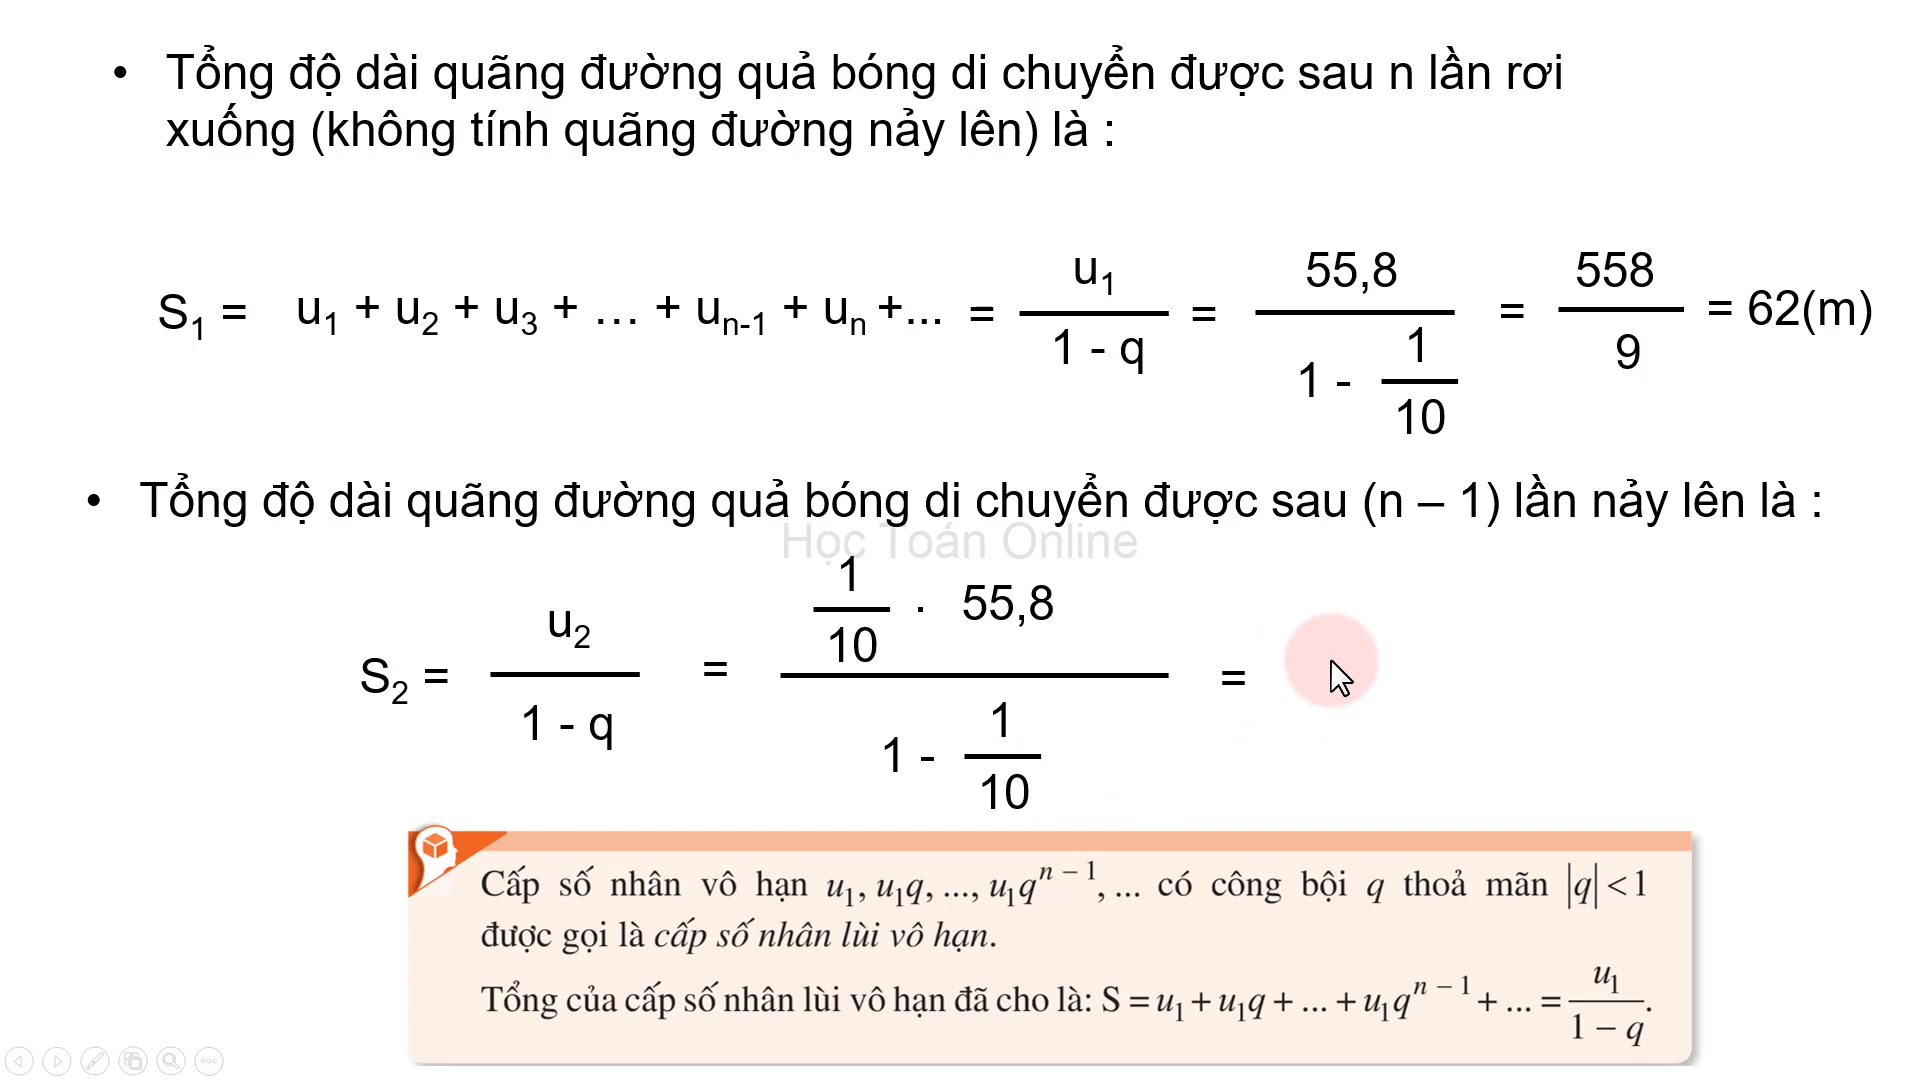 • Tổng độ dài quãng đường quả bóng di chuyển được sau n lần rơi
xuống (không tính quãng đường nảy lên) là :
S₁ = u₁ + u₂ + u₃ + … + uₙ₋₁ + uₙ +... = u₁ / (1 - q) = 55,8 / (1 - 1/10) = 558/9 = 62(m)
• Tổng độ dài quãng đường quả bóng di chuyển được sau (n – 1) lần nảy lên là :
Học Toán Online
S₂ = u₂ / (1 - q) = (1/10 . 55,8) / (1 - 1/10) =
Cấp số nhân vô hạn u₁, u₁q, ..., u₁qⁿ⁻¹, ... có công bội q thoả mãn |q| < 1
được gọi là cấp số nhân lùi vô hạn.
Tổng của cấp số nhân lùi vô hạn đã cho là: S = u₁ + u₁q + ... + u₁qⁿ⁻¹ + ... = u₁ / (1 − q).